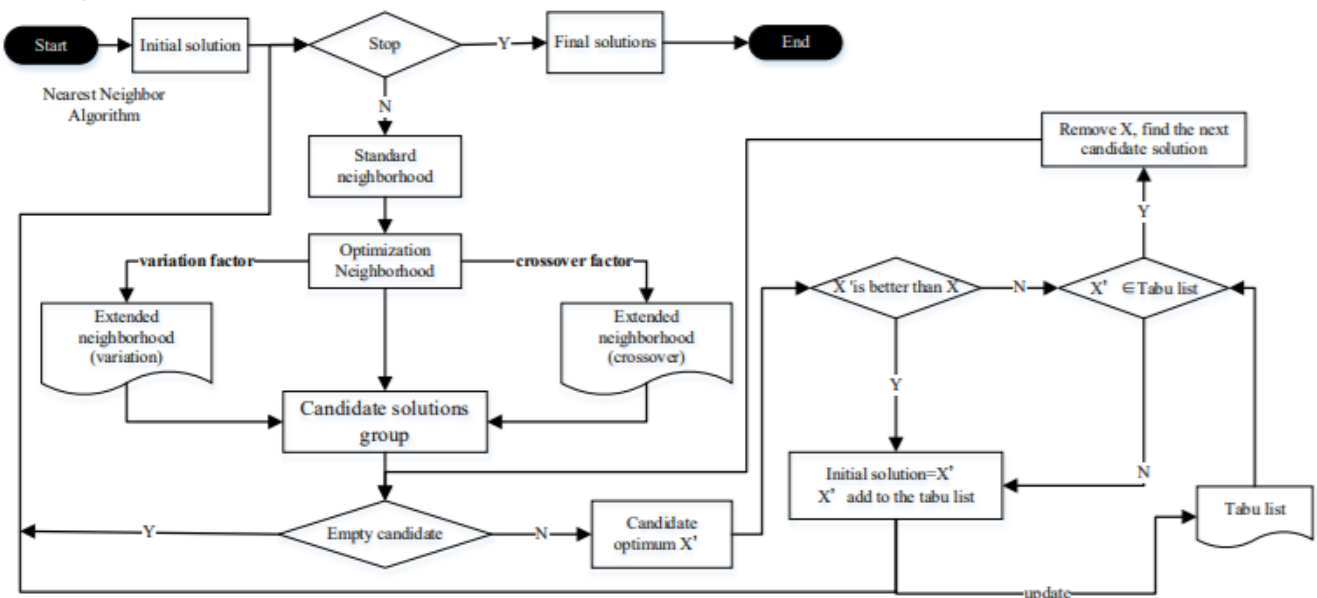 Start
Initial solution
Stop
Y
Final solutions
End
Nearest Neighbor
Algorithm
N
Standard
neighborhood
Remove X, find the next
candidate solution
Y
variation factor
Optimization
Neighborhood
crossover factor
X'is better than X
N
X' ∈Tabu list
Extended
neighborhood
(variation)
Extended
neighborhood
(crossover)
Y
Candidate solutions
group
N
Initial solution=X'
X' add to the tabu list
Tabu list
Y
Empty candidate
N
Candidate
optimum X'
update